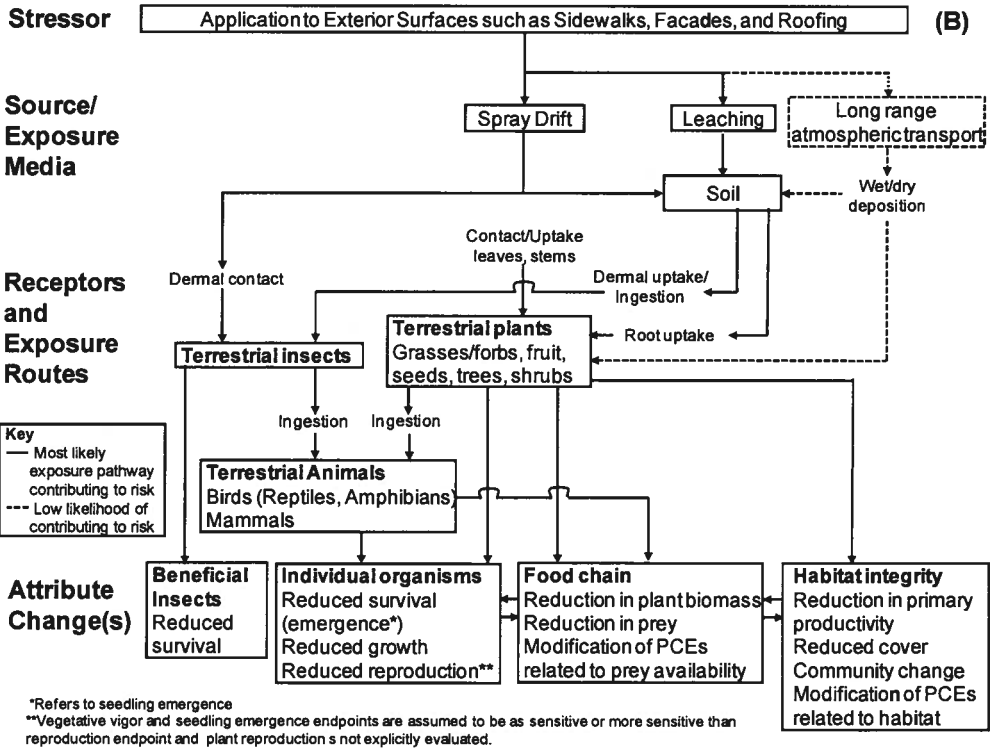 Stressor
Application to Exterior Surfaces such as Sidewalks, Facades, and Roofing
(B)
Source/
Exposure
Media
Spray Drift
Leaching
Long range
atmospheric transport
Soil
Wet/dry
deposition
Receptors
and
Exposure
Routes
Contact/Uptake
leaves, stems
Dermal contact
Dermal uptake/
Ingestion
Terrestrial insects
Terrestrial plants
Grasses/forbs, fruit,
seeds, trees, shrubs
Root uptake
Ingestion
Ingestion
Key
Most likely
exposure pathway
contributing to risk
Low likelihood of
contributing to risk
Terrestrial Animals
Birds (Reptiles, Amphibians)
Mammals
Attribute
Change(s)
Beneficial
Insects
Reduced
survival
Individual organisms
Reduced survival
(emergence*)
Reduced growth
Reduced reproduction**
Food chain
Reduction in plant biomass
Reduction in prey
Modification of PCEs
related to prey availability
Habitat integrity
Reduction in primary
productivity
Reduced cover
Community change
Modification of PCEs
related to habitat
*Refers to seedling emergence
**Vegetative vigor and seedling emergence endpoints are assumed to be as sensitive or more sensitive than
reproduction endpoint and plant reproduction s not explicitly evaluated.